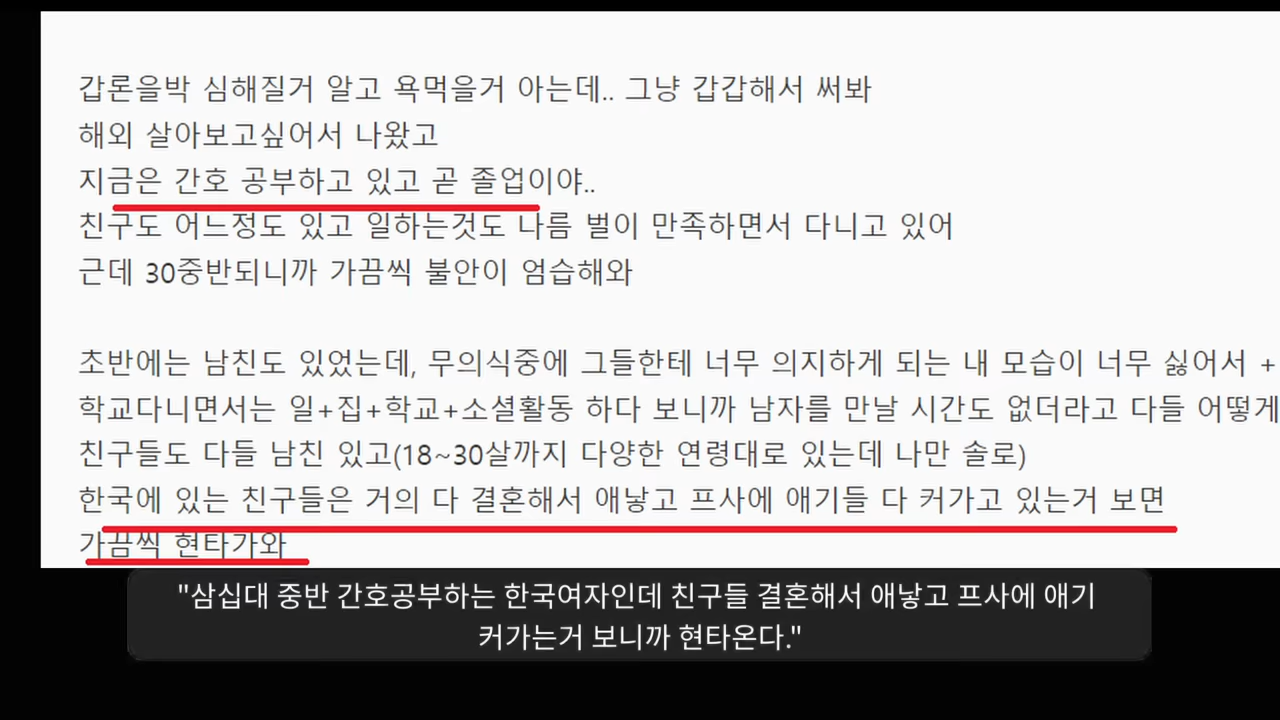 갑론을박 심해질거 알고 욕먹을거 아는데.. 그냥 갑갑해서 써봐
해외 살아보고싶어서 나왔고
지금은 간호 공부하고 있고 곧 졸업이야..
친구도 어느정도 있고 일하는것도 나름 벌이 만족하면서 다니고 있어
근데 30중반되니까 가끔씩 불안이 엄습해와
초반에는 남친도 있었는데, 무의식중에 그들한테 너무 의지하게 되는 내 모습이 너무 싫어서 +
학교다니면서는 일+집+학교+소셜활동 하다 보니까 남자를 만날 시간도 없더라고 다들 어떻게
친구들도 다들 남친 있고(18~30살까지 다양한 연령대로 있는데 나만 솔로)
한국에 있는 친구들은 거의 다 결혼해서 애낳고 프사에 애기들 다 커가고 있는거 보면
가끔씩 현타가와
"삼십대 중반 간호공부하는 한국여자인데 친구들 결혼해서 애낳고 프사에 애기
커가는거 보니까 현타온다."